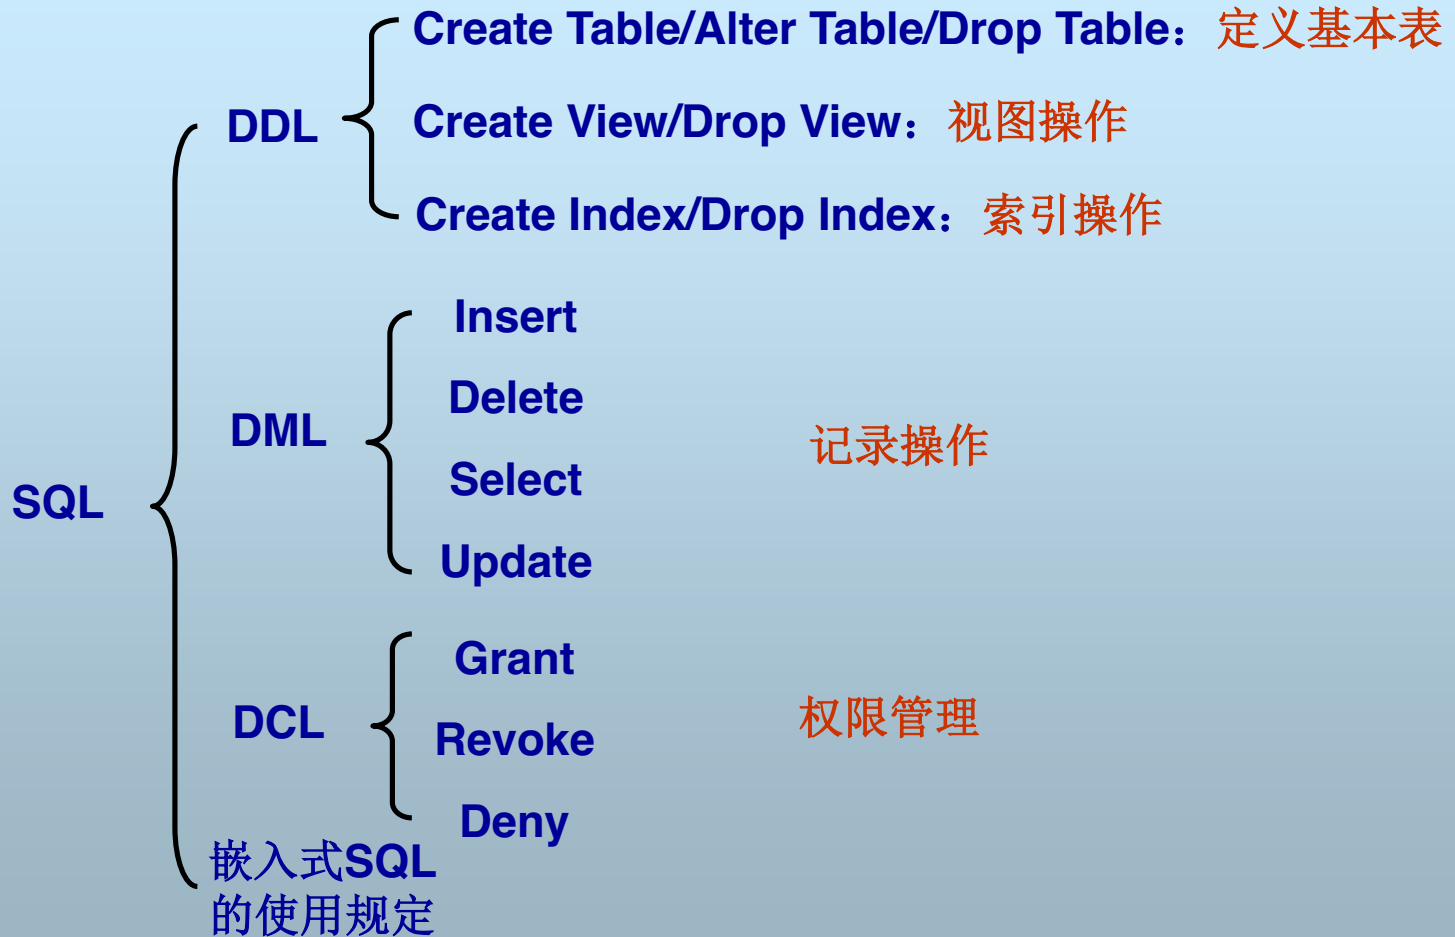 Create Table/Alter Table/Drop Table：定义基本表
DDL
Create View/Drop View：视图操作
Create Index/Drop Index：索引操作
Insert
Delete
DML
记录操作
Select
SQL
Update
Grant
DCL
权限管理
Revoke
Deny
嵌入式SQL
的使用规定